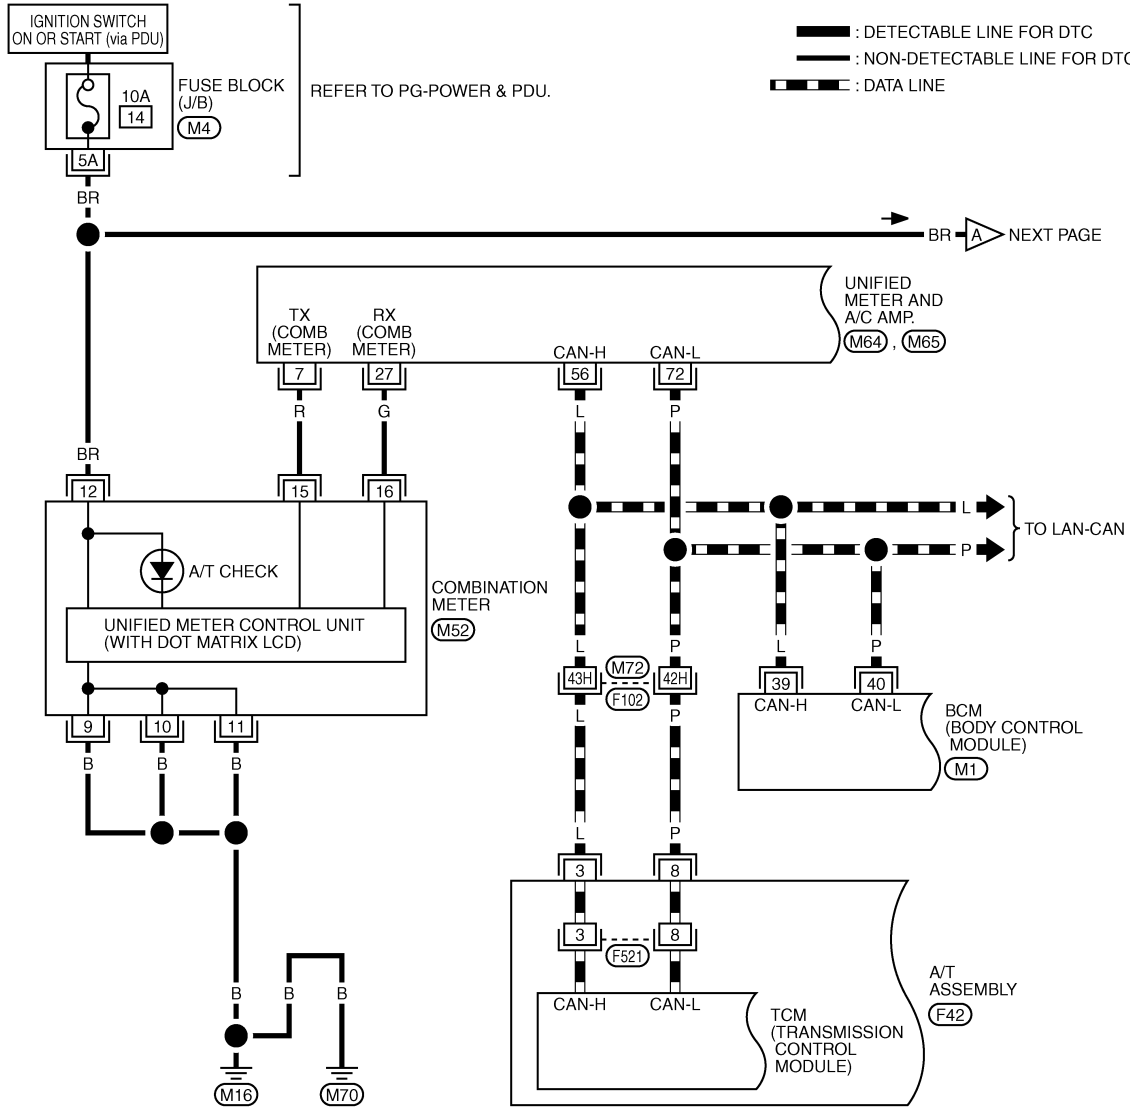 IGNITION SWITCH
ON OR START (via PDU)
: DETECTABLE LINE FOR DTC
: NON-DETECTABLE LINE FOR DTC
: DATA LINE
10A
14
FUSE BLOCK
(J/B)
M4
REFER TO PG-POWER & PDU.
5A
BR
BR
A
NEXT PAGE
UNIFIED
METER AND
A/C AMP.
M64 , M65
TX
(COMB
METER)
RX
(COMB
METER)
CAN-H
CAN-L
7
27
56
72
R
G
L
P
BR
12
15
16
L
P
TO LAN-CAN
A/T CHECK
UNIFIED METER CONTROL UNIT
(WITH DOT MATRIX LCD)
COMBINATION
METER
M52
L
P
L
P
43H
M72
42H
F102
39
40
CAN-H
CAN-L
BCM
(BODY CONTROL
MODULE)
M1
9
10
11
L
P
B
B
B
L
P
3
8
3
8
F521
B
B
B
CAN-H
CAN-L
TCM
(TRANSMISSION
CONTROL
MODULE)
A/T
ASSEMBLY
F42
M16
M70